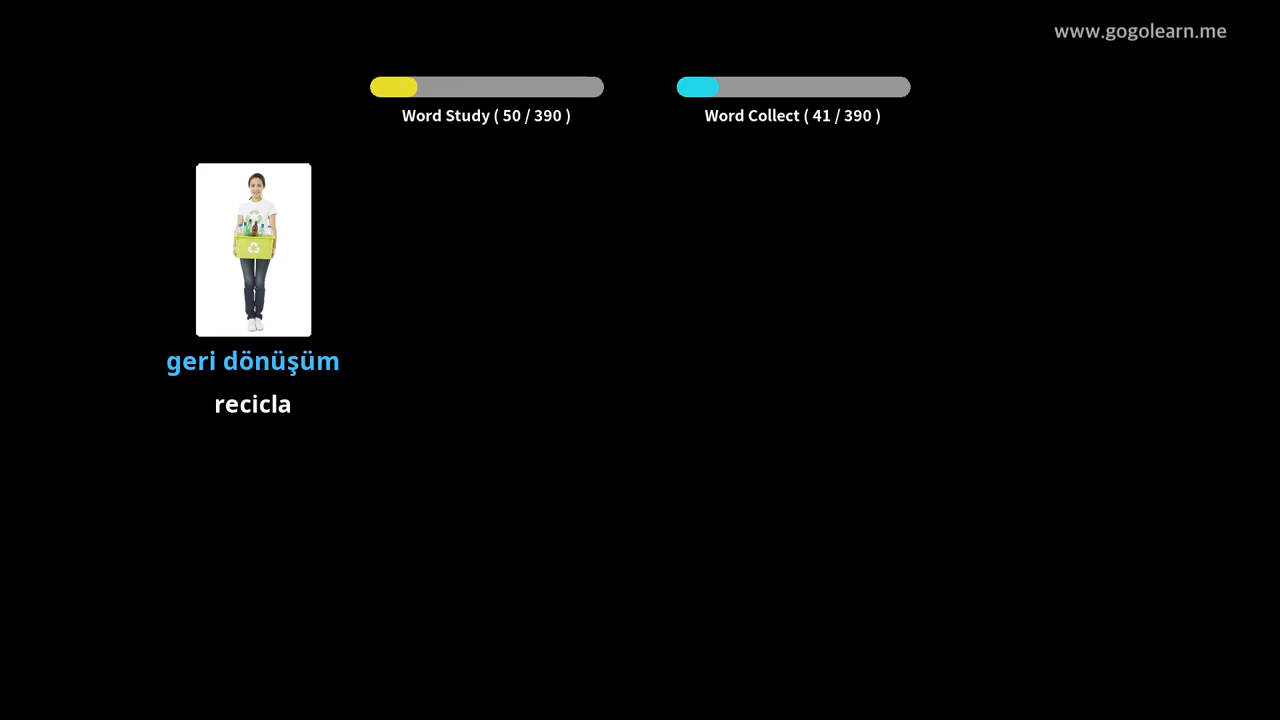 www.gogolearn.me
Word Study ( 50 / 390 )
Word Collect ( 41 / 390 )
geri dönüşüm
recicla